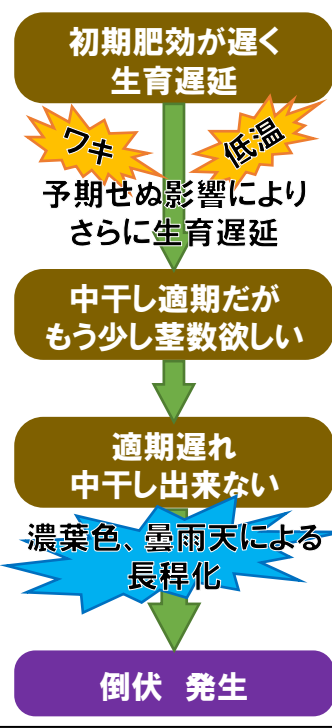 初期肥効が遅く
生育遅延
ワキ
低温
予期せぬ影響により
さらに生育遅延
中干し適期だが
もう少し茎数欲しい
適期遅れ
中干し出来ない
濃葉色、曇雨天による
長稈化
倒伏 発生